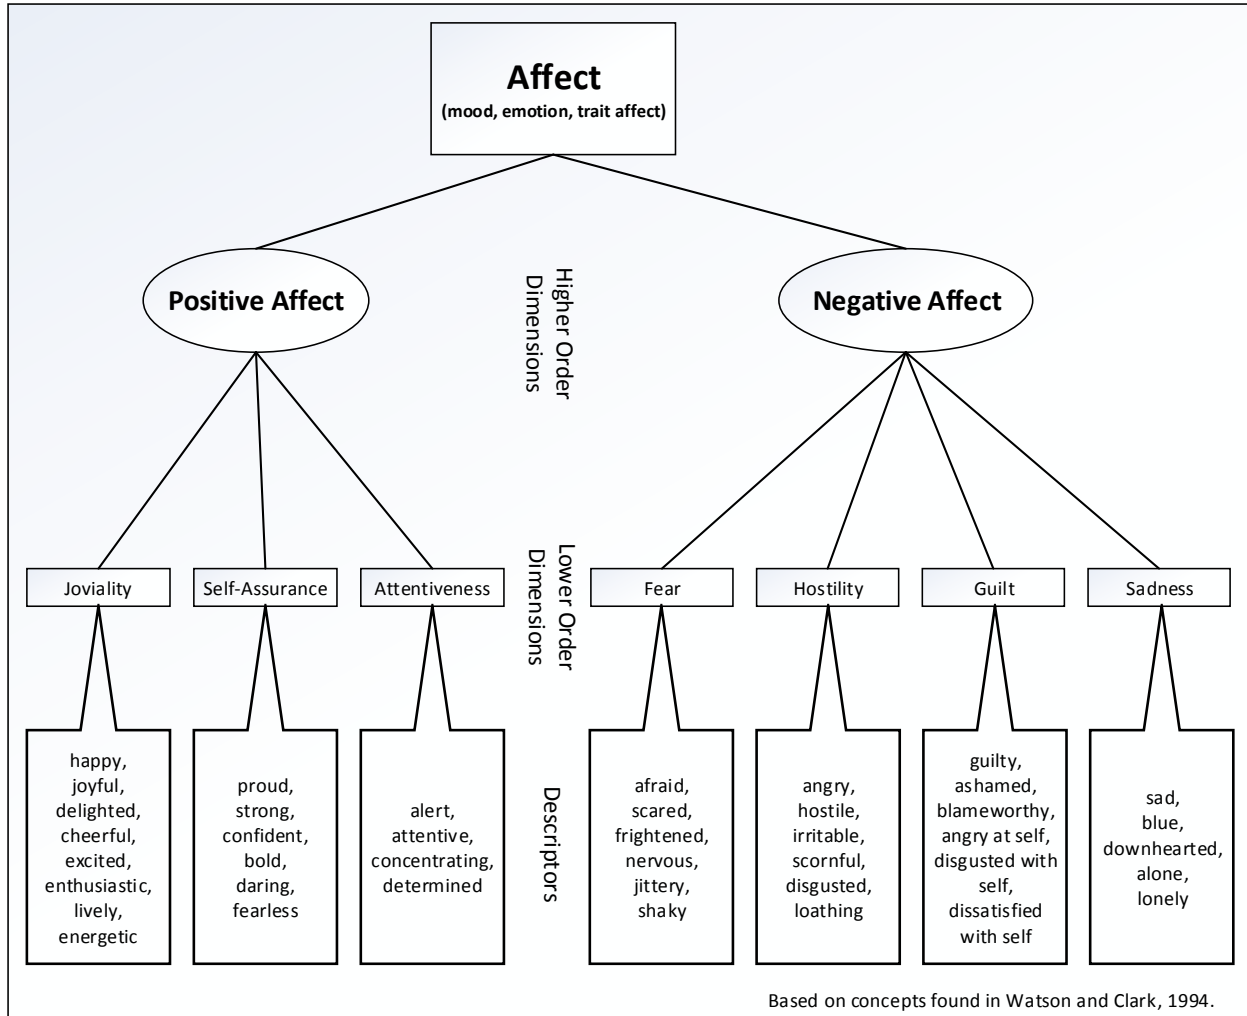 Affect
(mood, emotion, trait affect)
Positive Affect
Higher Order
Dimensions
Negative Affect
Joviality
Self-Assurance
Attentiveness
Lower Order
Dimensions
Fear
Hostility
Guilt
Sadness
happy,
joyful,
delighted,
cheerful,
excited,
enthusiastic,
lively,
energetic
proud,
strong,
confident,
bold,
daring,
fearless
alert,
attentive,
concentrating,
determined
Descriptors
afraid,
scared,
frightened,
nervous,
jittery,
shaky
angry,
hostile,
irritable,
scornful,
disgusted,
loathing
guilty,
ashamed,
blameworthy,
angry at self,
disgusted with
self,
dissatisfied
with self
sad,
blue,
downhearted,
alone,
lonely
Based on concepts found in Watson and Clark, 1994.